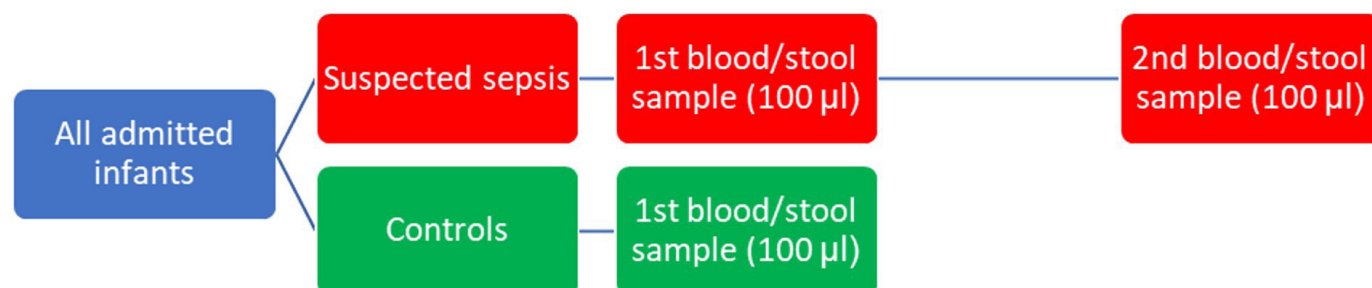 All admitted
infants
Suspected sepsis
1st blood/stool
sample (100 µl)
2nd blood/stool
sample (100 µl)
Controls
1st blood/stool
sample (100 µl)